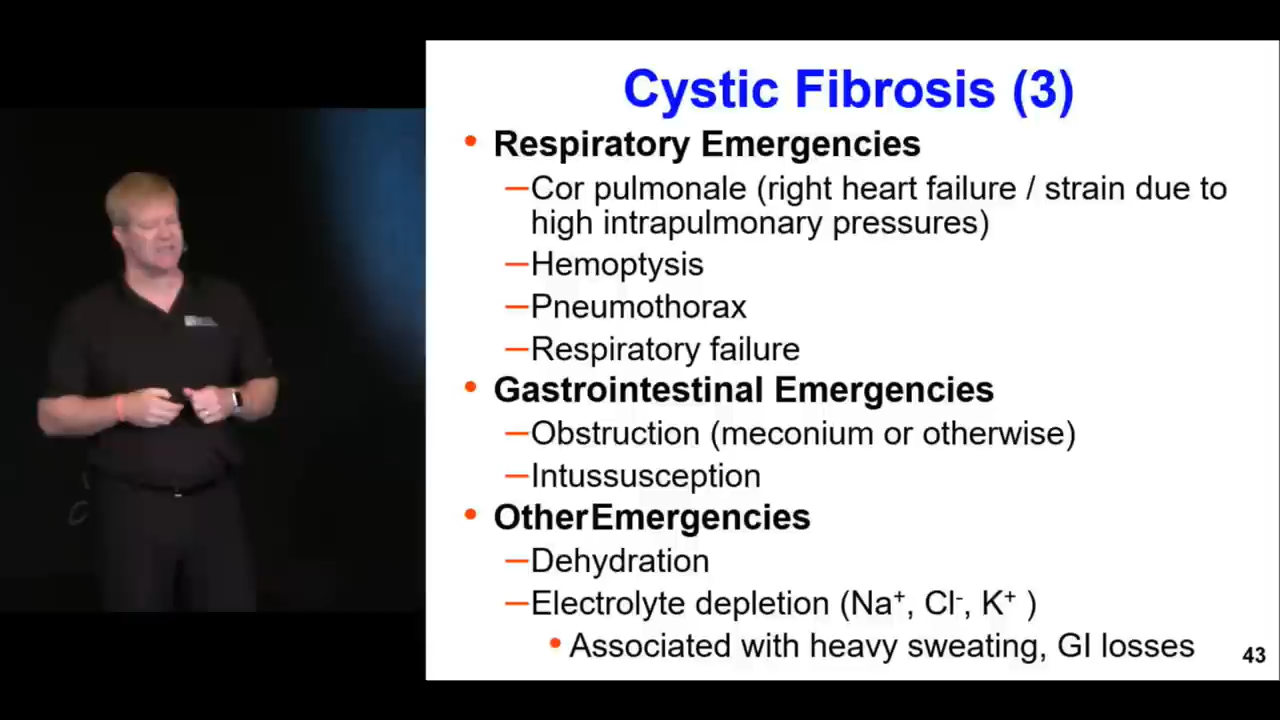 Cystic Fibrosis (3)
• Respiratory Emergencies
–Cor pulmonale (right heart failure / strain due to
high intrapulmonary pressures)
–Hemoptysis
–Pneumothorax
–Respiratory failure
• Gastrointestinal Emergencies
–Obstruction (meconium or otherwise)
–Intussusception
• Other Emergencies
–Dehydration
–Electrolyte depletion (Na⁺, Cl⁻, K⁺ )
• Associated with heavy sweating, GI losses
43